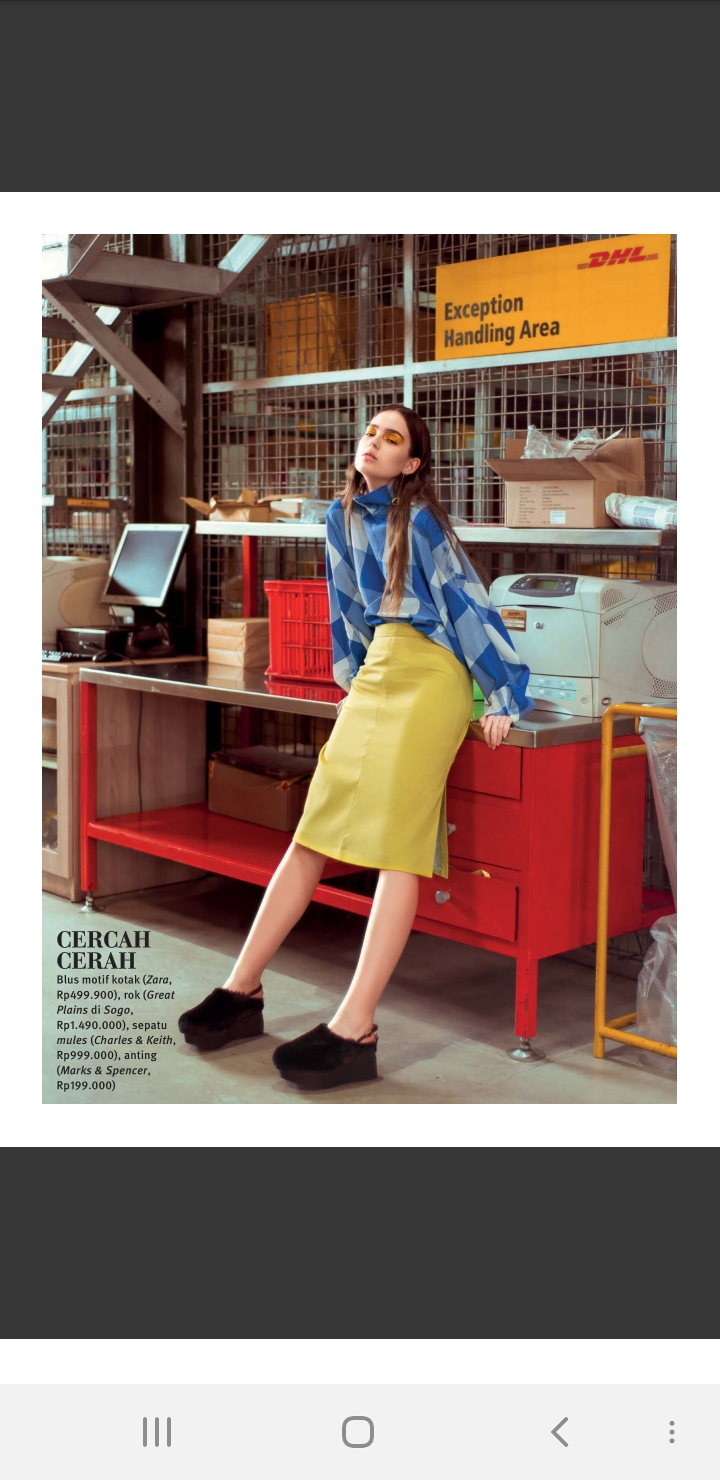 DHL
Exception
Handling Area
CERCAH
CERAH
Blus motif kotak (Zara,
Rp499.900), rok (Great
Plains di Sogo,
Rp1.490.000), sepatu
mules (Charles & Keith,
Rp999.000), anting
(Marks & Spencer,
Rp199.000)